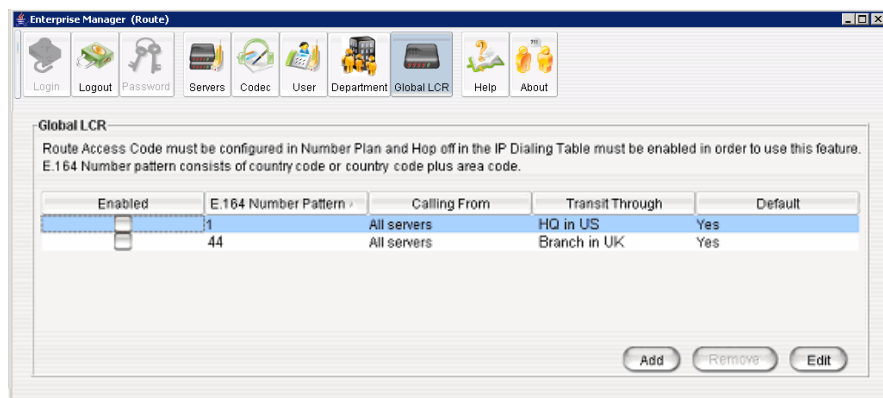 Enterprise Manager (Route)
Login Logout Password Servers Codec User Department Global LCR Help About
Global LCR
Route Access Code must be configured in Number Plan and Hop off in the IP Dialing Table must be enabled in order to use this feature.
E.164 Number pattern consists of country code or country code plus area code.
Enabled E.164 Number Pattern Calling From Transit Through Default
1 All servers HQ in US Yes
44 All servers Branch in UK Yes
Add Remove Edit